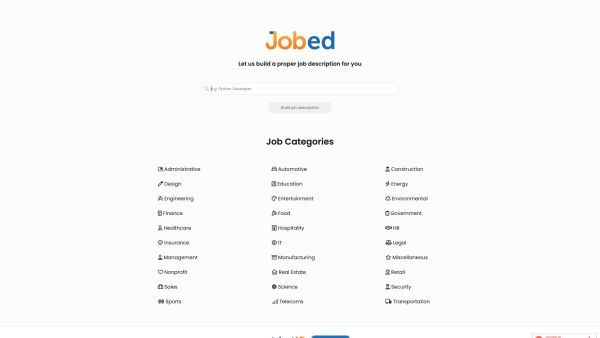 Jobed
Let us build a proper job description for you
e.g. Python Developer
Build job description
Job Categories
Administrative Automotive Construction
Design Education Energy
Engineering Entertainment Environmental
Finance Food Government
Healthcare Hospitality HR
Insurance IT Legal
Management Manufacturing Miscellaneous
Nonprofit Real Estate Retail
Sales Science Security
Sports Telecoms Transportation